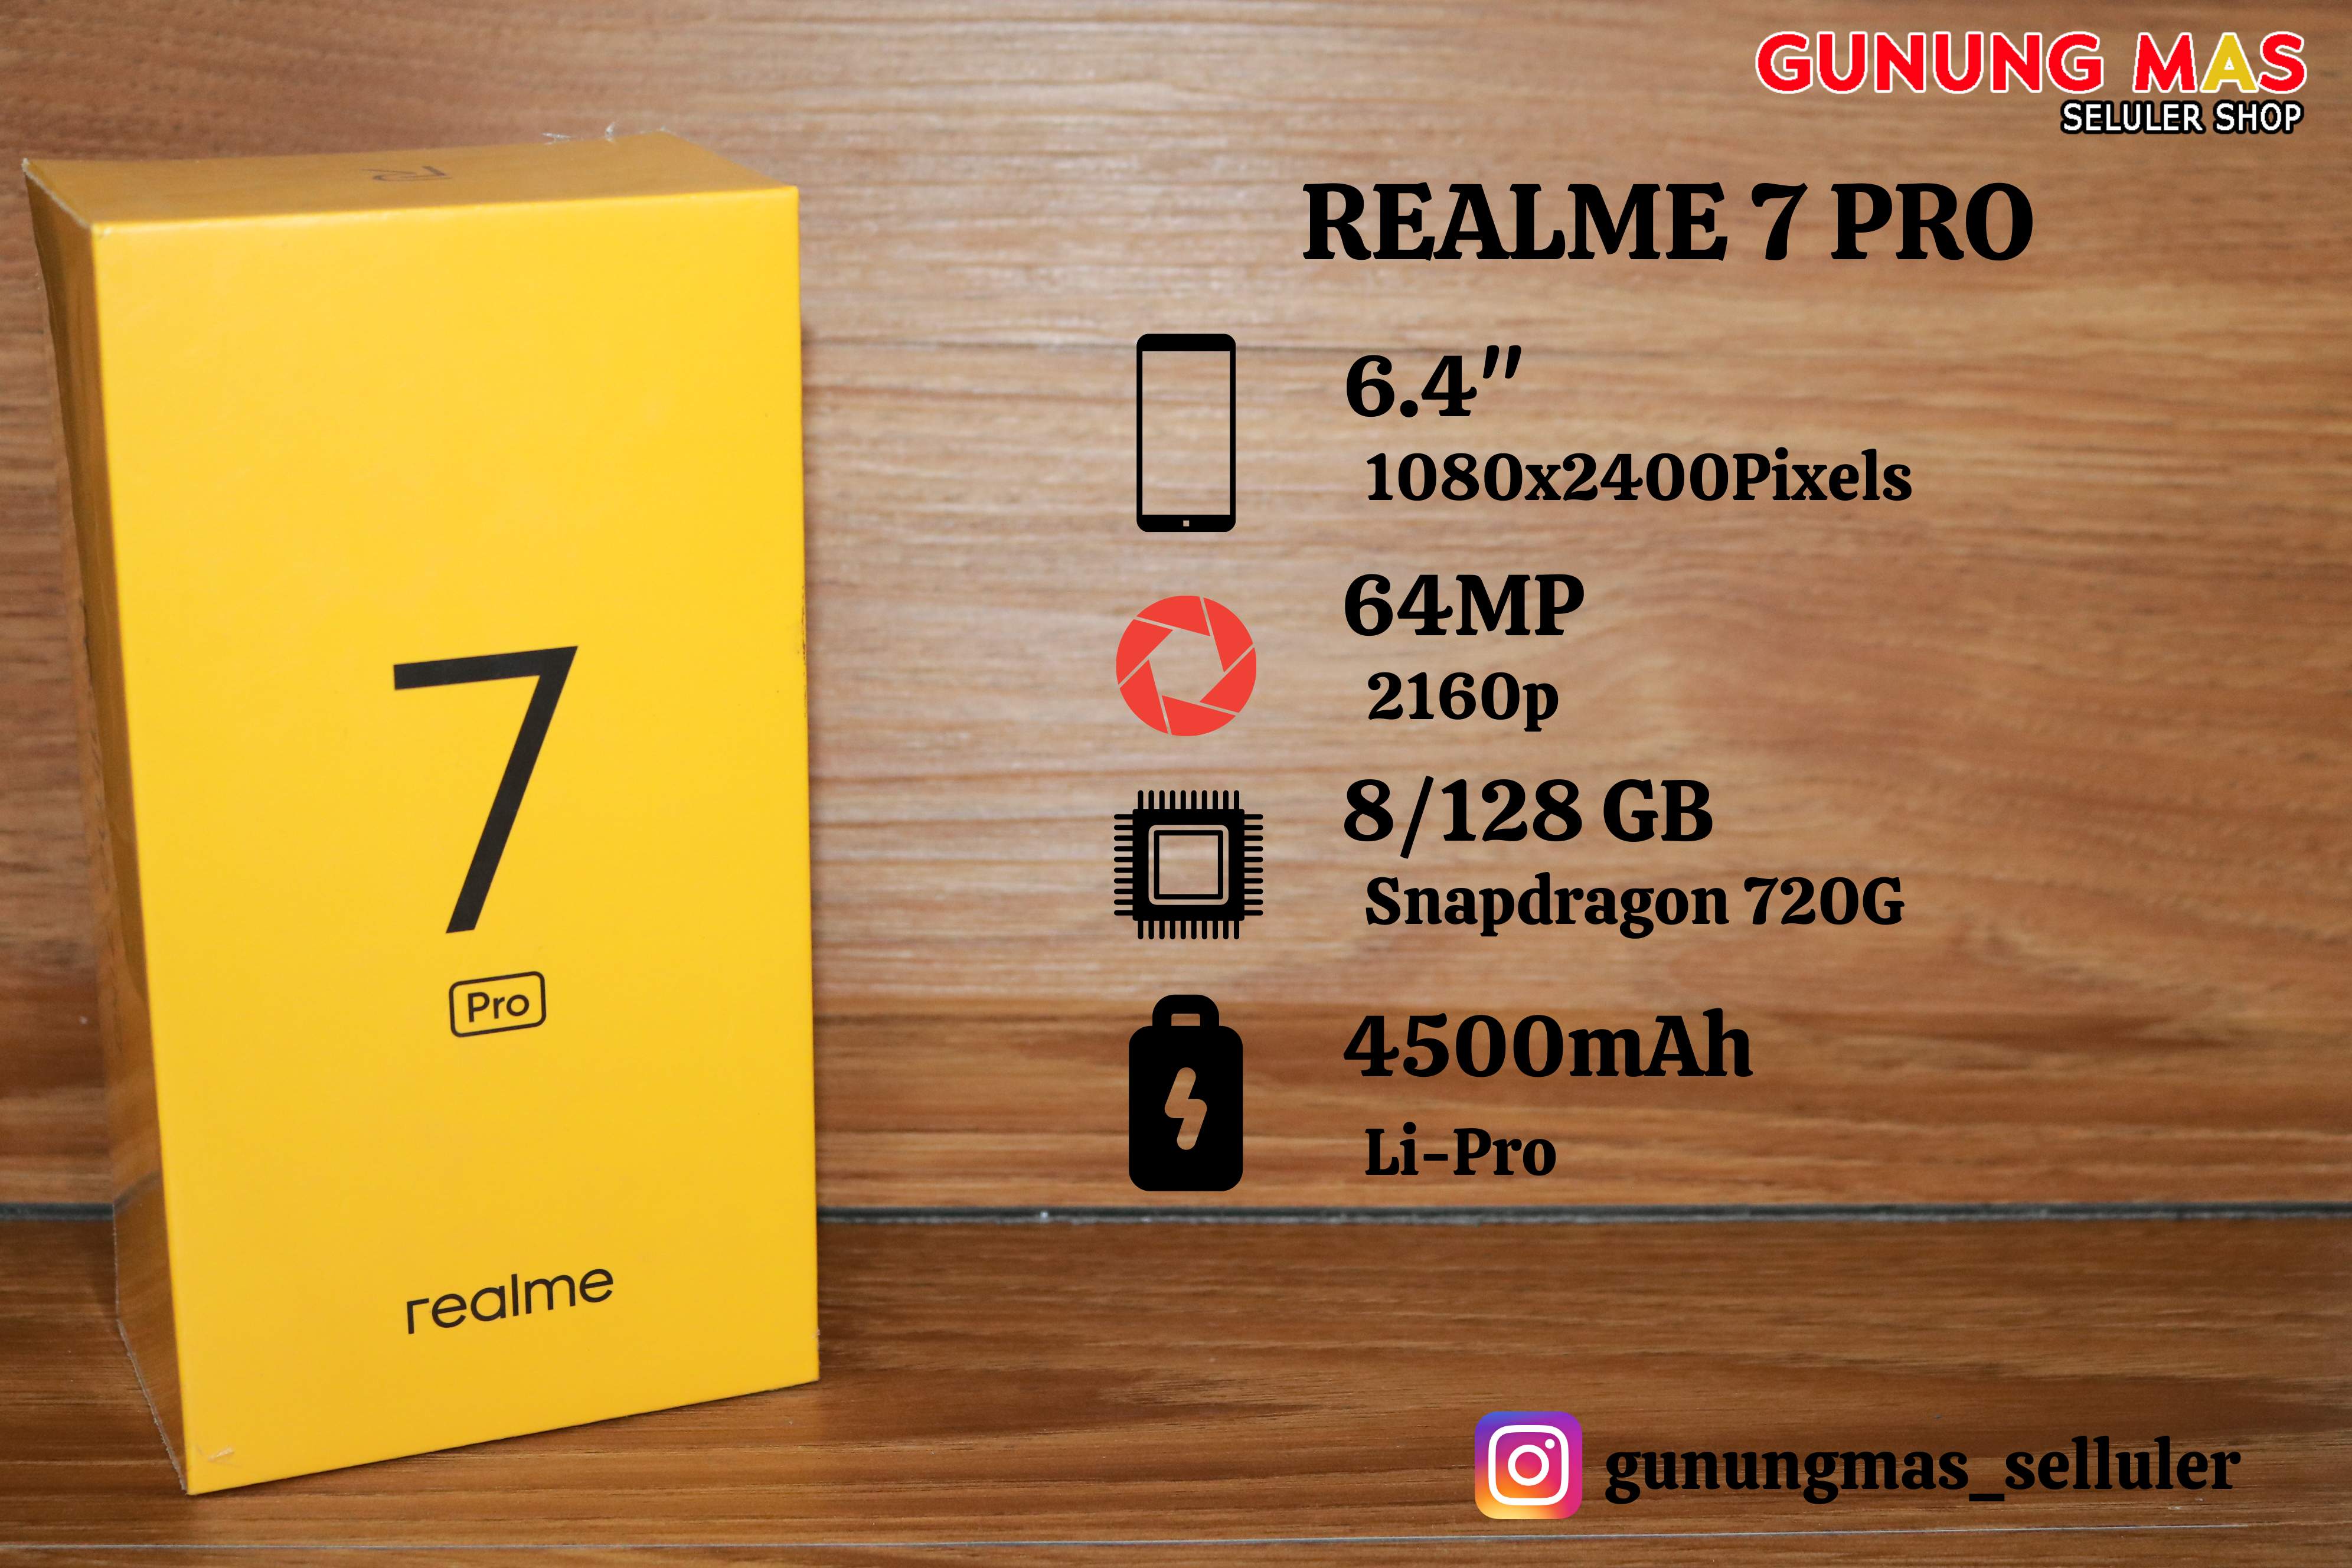 GUNUNG MAS
SELULER SHOP
REALME 7 PRO
6.4"
1080x2400Pixels
64MP
2160p
8/128 GB
Snapdragon 720G
4500mAh
Li-Pro
7
Pro
realme
gunungmas_selluler